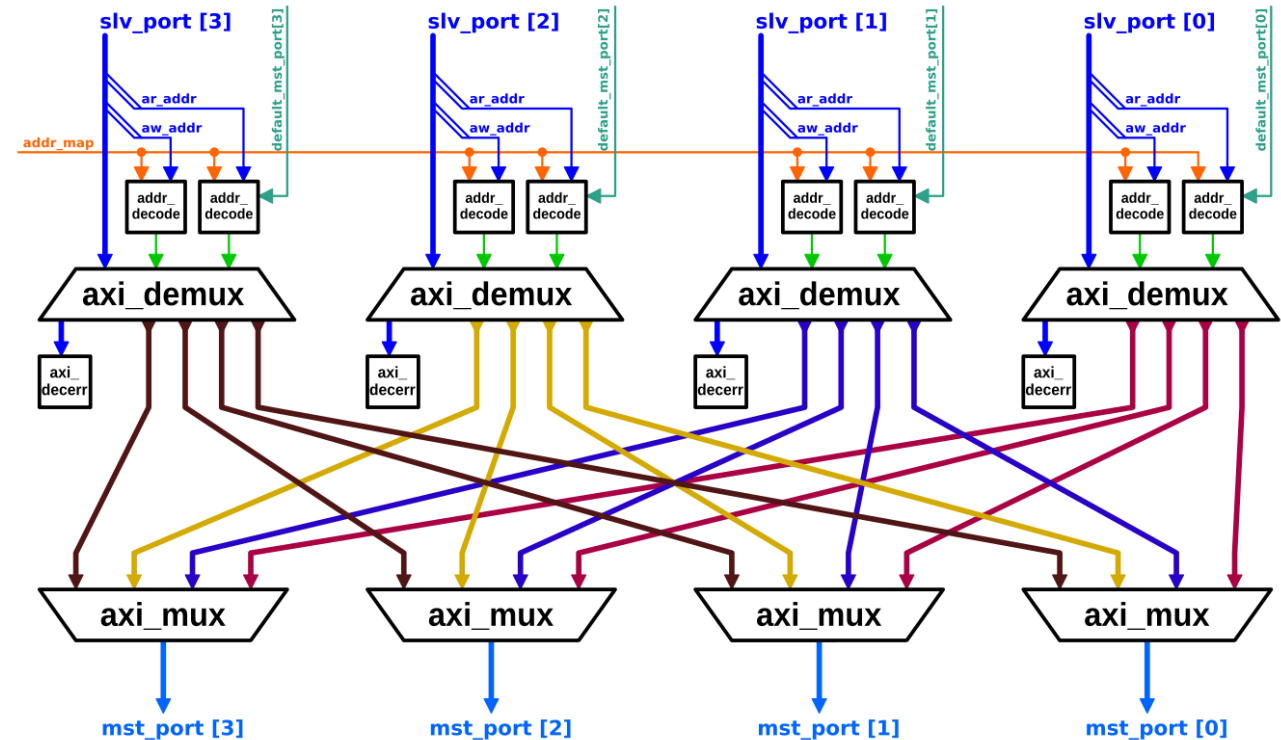 slv_port [3]
slv_port [2]
slv_port [1]
slv_port [0]
default_mst_port[3]
default_mst_port[2]
default_mst_port[1]
default_mst_port[0]
ar_addr
ar_addr
ar_addr
ar_addr
aw_addr
aw_addr
aw_addr
aw_addr
addr_map
addr_
decode
addr_
decode
addr_
decode
addr_
decode
addr_
decode
addr_
decode
addr_
decode
addr_
decode
axi_demux
axi_demux
axi_demux
axi_demux
axi_
decerr
axi_
decerr
axi_
decerr
axi_
decerr
axi_mux
axi_mux
axi_mux
axi_mux
mst_port [3]
mst_port [2]
mst_port [1]
mst_port [0]